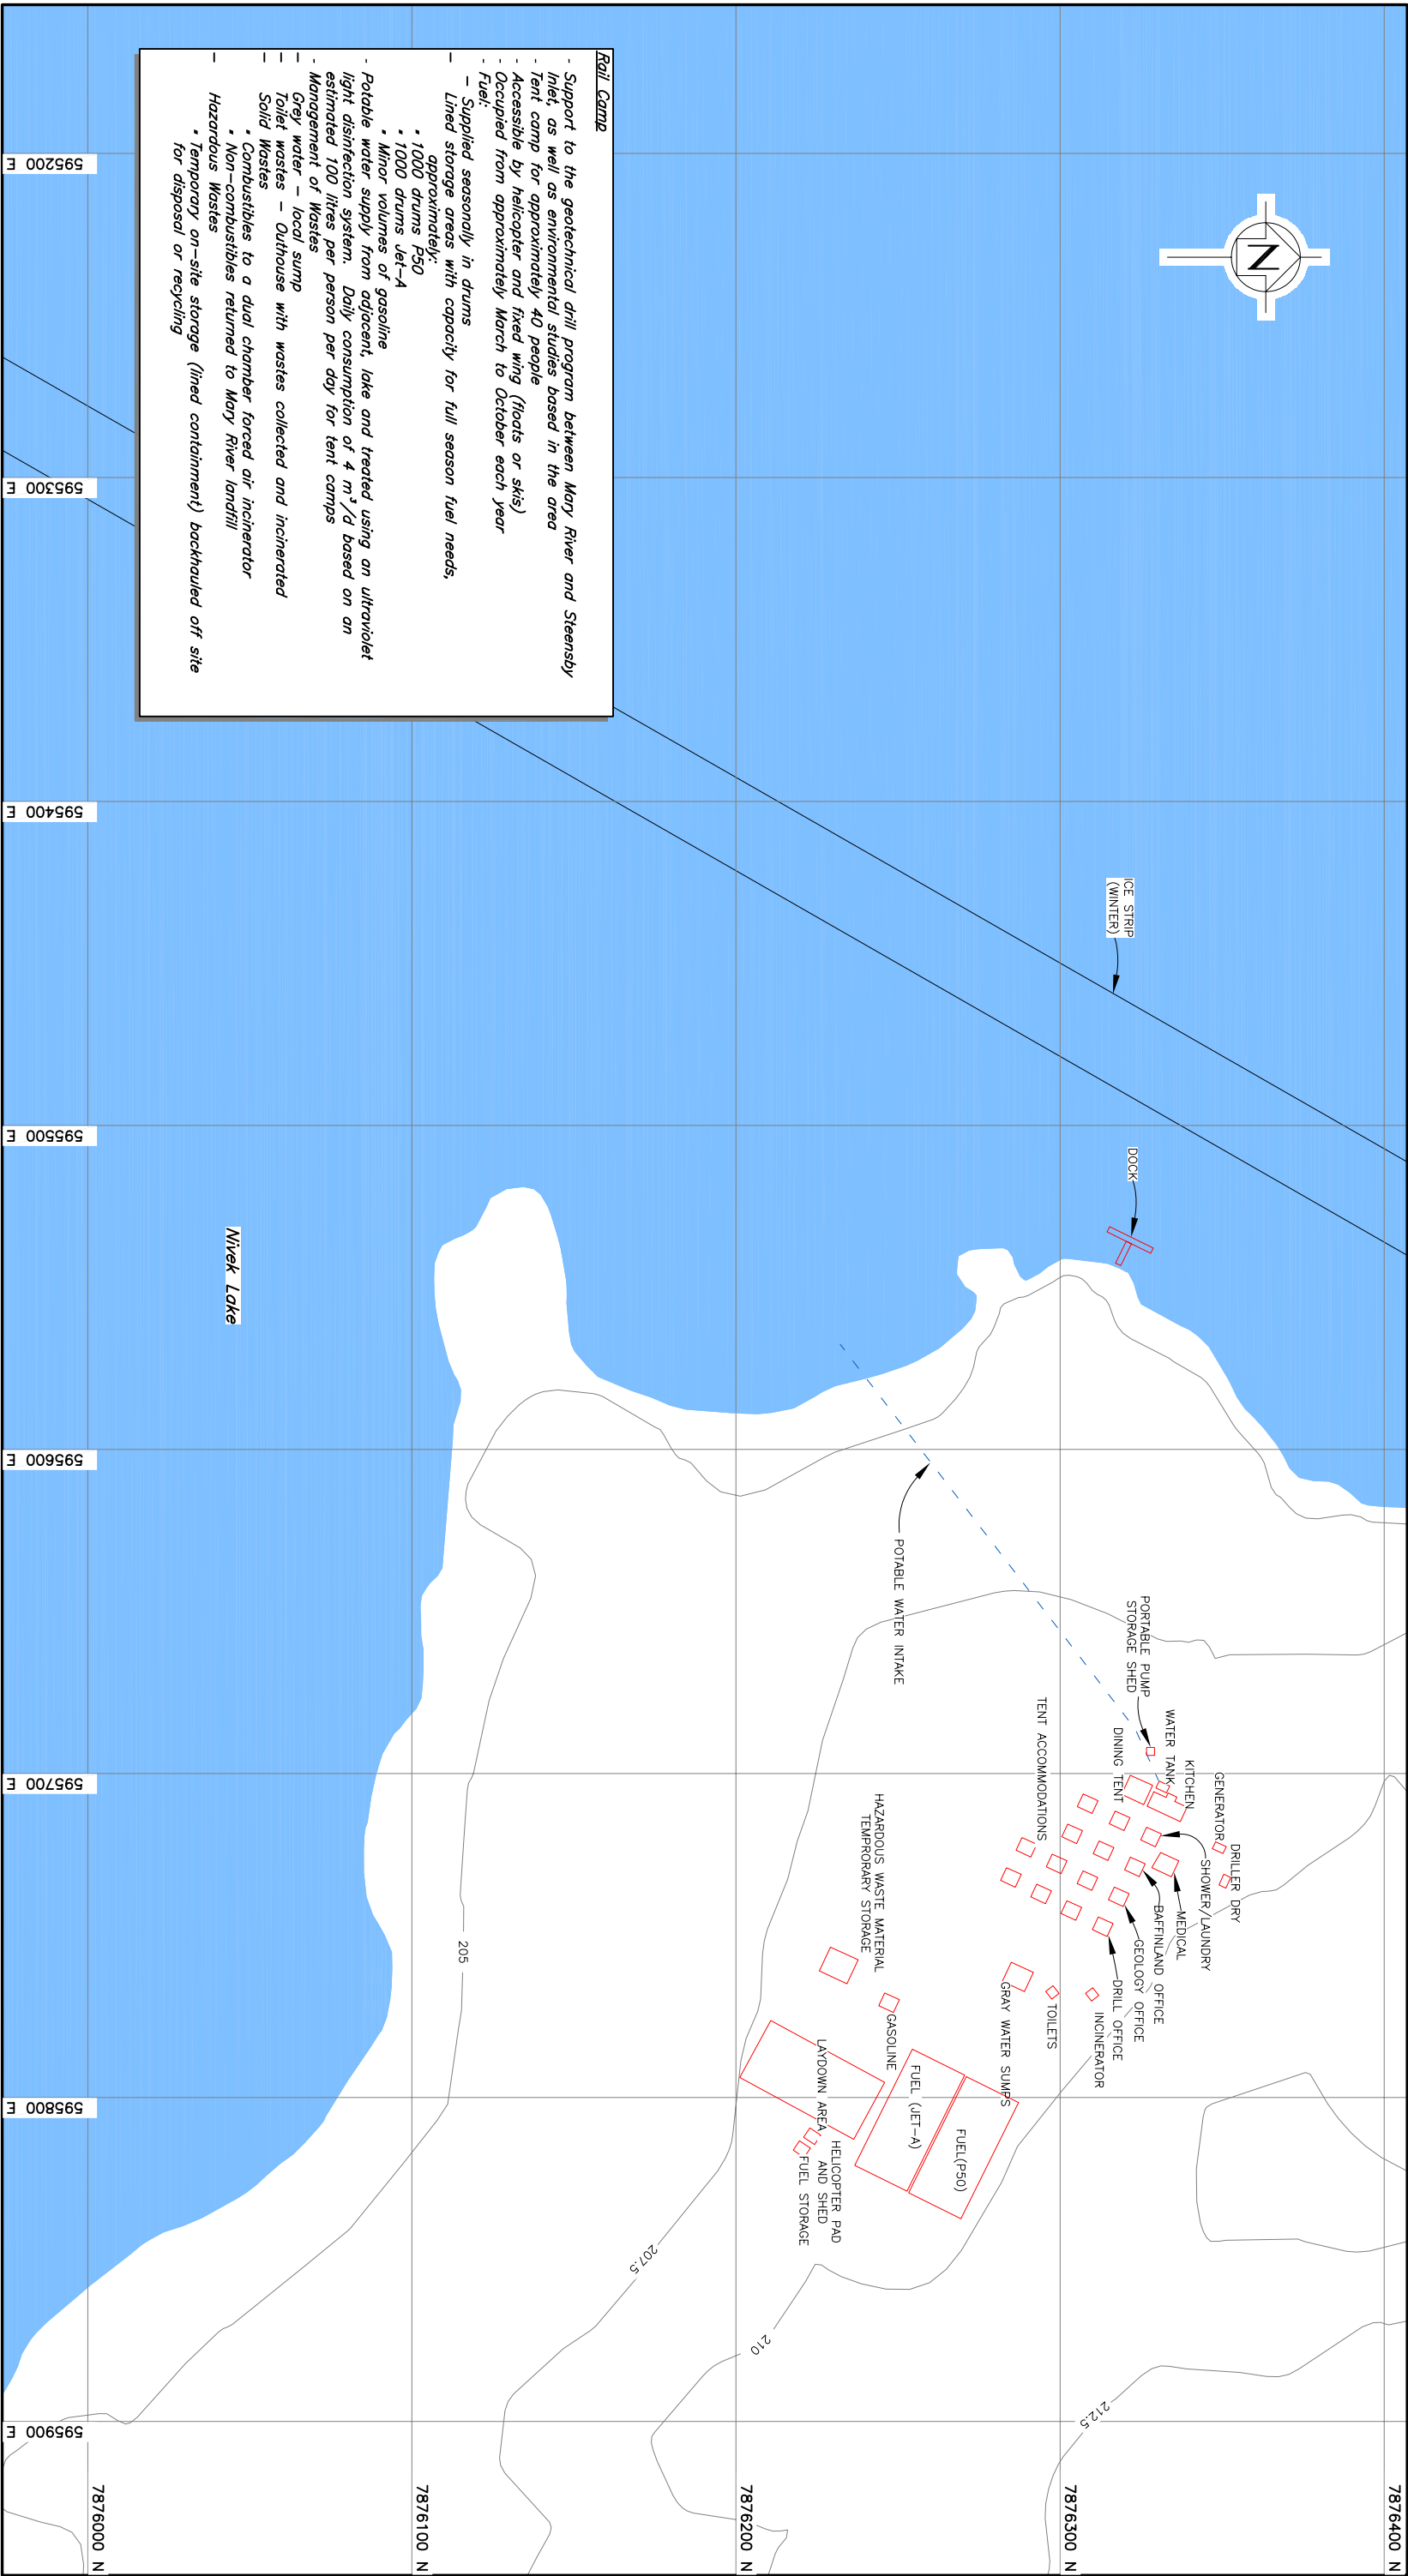 Rail Camp
- Support to the geotechnical drill program between Mary River and Steensby
Inlet, as well as environmental studies based in the area
- Tent camp for approximately 40 people
- Accessible by helicopter and fixed wing (floats or skis)
- Occupied from approximately March to October each year
- Fuel:
– Supplied seasonally in drums
– Lined storage areas with capacity for full season fuel needs,
approximately:
• 1000 drums P50
• 1000 drums Jet–A
• Minor volumes of gasoline
- Potable water supply from adjacent, lake and treated using an ultraviolet
light disinfection system. Daily consumption of 4 m³/d based on an
estimated 100 litres per person per day for tent camps
- Management of Wastes
– Grey water – local sump
– Toilet wastes – Outhouse with wastes collected and incinerated
– Solid Wastes
• Combustibles to a dual chamber forced air incinerator
• Non–combustibles returned to Mary River landfill
– Hazardous Wastes
• Temporary on–site storage (lined containment) backhauled off site
for disposal or recycling
N
ICE STRIP
(WINTER)
DOCK
Nivek Lake
POTABLE WATER INTAKE
PORTABLE PUMP
STORAGE SHED
WATER TANK
KITCHEN
DINING TENT
GENERATOR
DRILLER DRY
SHOWER/LAUNDRY
MEDICAL
BAFFINLAND OFFICE
GEOLOGY OFFICE
DRILL OFFICE
INCINERATOR
TENT ACCOMMODATIONS
TOILETS
GRAY WATER SUMPS
HAZARDOUS WASTE MATERIAL
TEMPRORARY STORAGE
GASOLINE
FUEL (JET–A)
FUEL(P50)
LAYDOWN AREA
HELICOPTER PAD
AND SHED
FUEL STORAGE
205
207.5
210
212.5
595200 E
595300 E
595400 E
595500 E
595600 E
595700 E
595800 E
595900 E
7876400 N
7876300 N
7876200 N
7876100 N
7876000 N